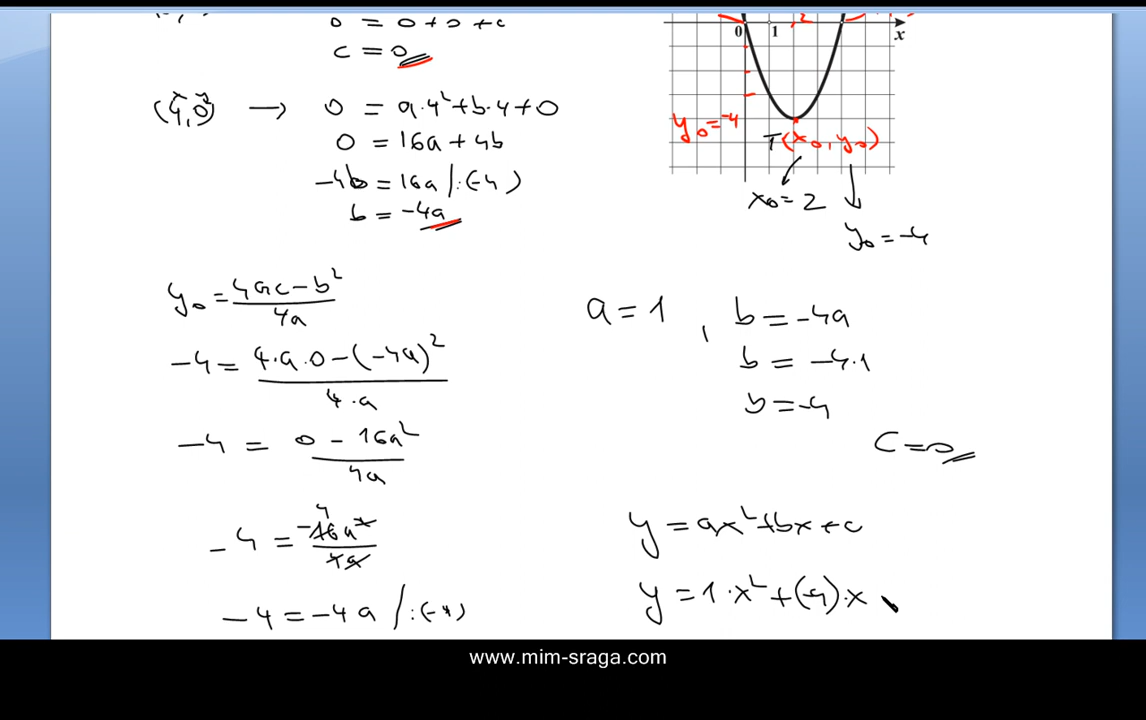 0 = 0 + 0 + c
c = 0
(4,0) → 0 = a·4²+b·4+0
x y
0 = 16a + 4b
-4b = 16a /:(-4)
b = -4a
0 1 2 x
y₀=-4
T(x₀,y₀)
x₀=2
y₀=-4
y₀ = (4ac-b²)/4a
-4 = (4·a·0-(-4a)²)/4·a
-4 = (0-16a²)/4a
-4 = -16a²/4a
4
-4 = -4a /:(-4)
a=1, b=-4a
b = -4·1
b=-4
c=0
y = ax²+bx+c
y = 1·x²+(-4)·x
www.mim-sraga.com